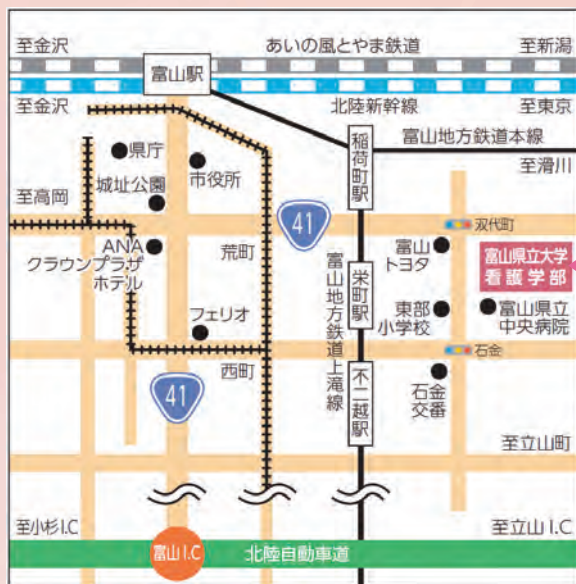 至金沢
あいの風とやま鉄道
至新潟
富山駅
至金沢
北陸新幹線
至東京
富山地方鉄道本線
稲荷町駅
至滑川
県庁
市役所
城址公園
至高岡
41
双代町
ANA
クラウンプラザ
ホテル
荒町
富山
トヨタ
富山県立大学
看護学部
富山地方鉄道上滝線
栄町駅
東部
小学校
富山県立
中央病院
フェリオ
石金
西町
不二越駅
41
石金
交番
至立山町
至小杉I.C
至立山I.C
富山I.C
北陸自動車道